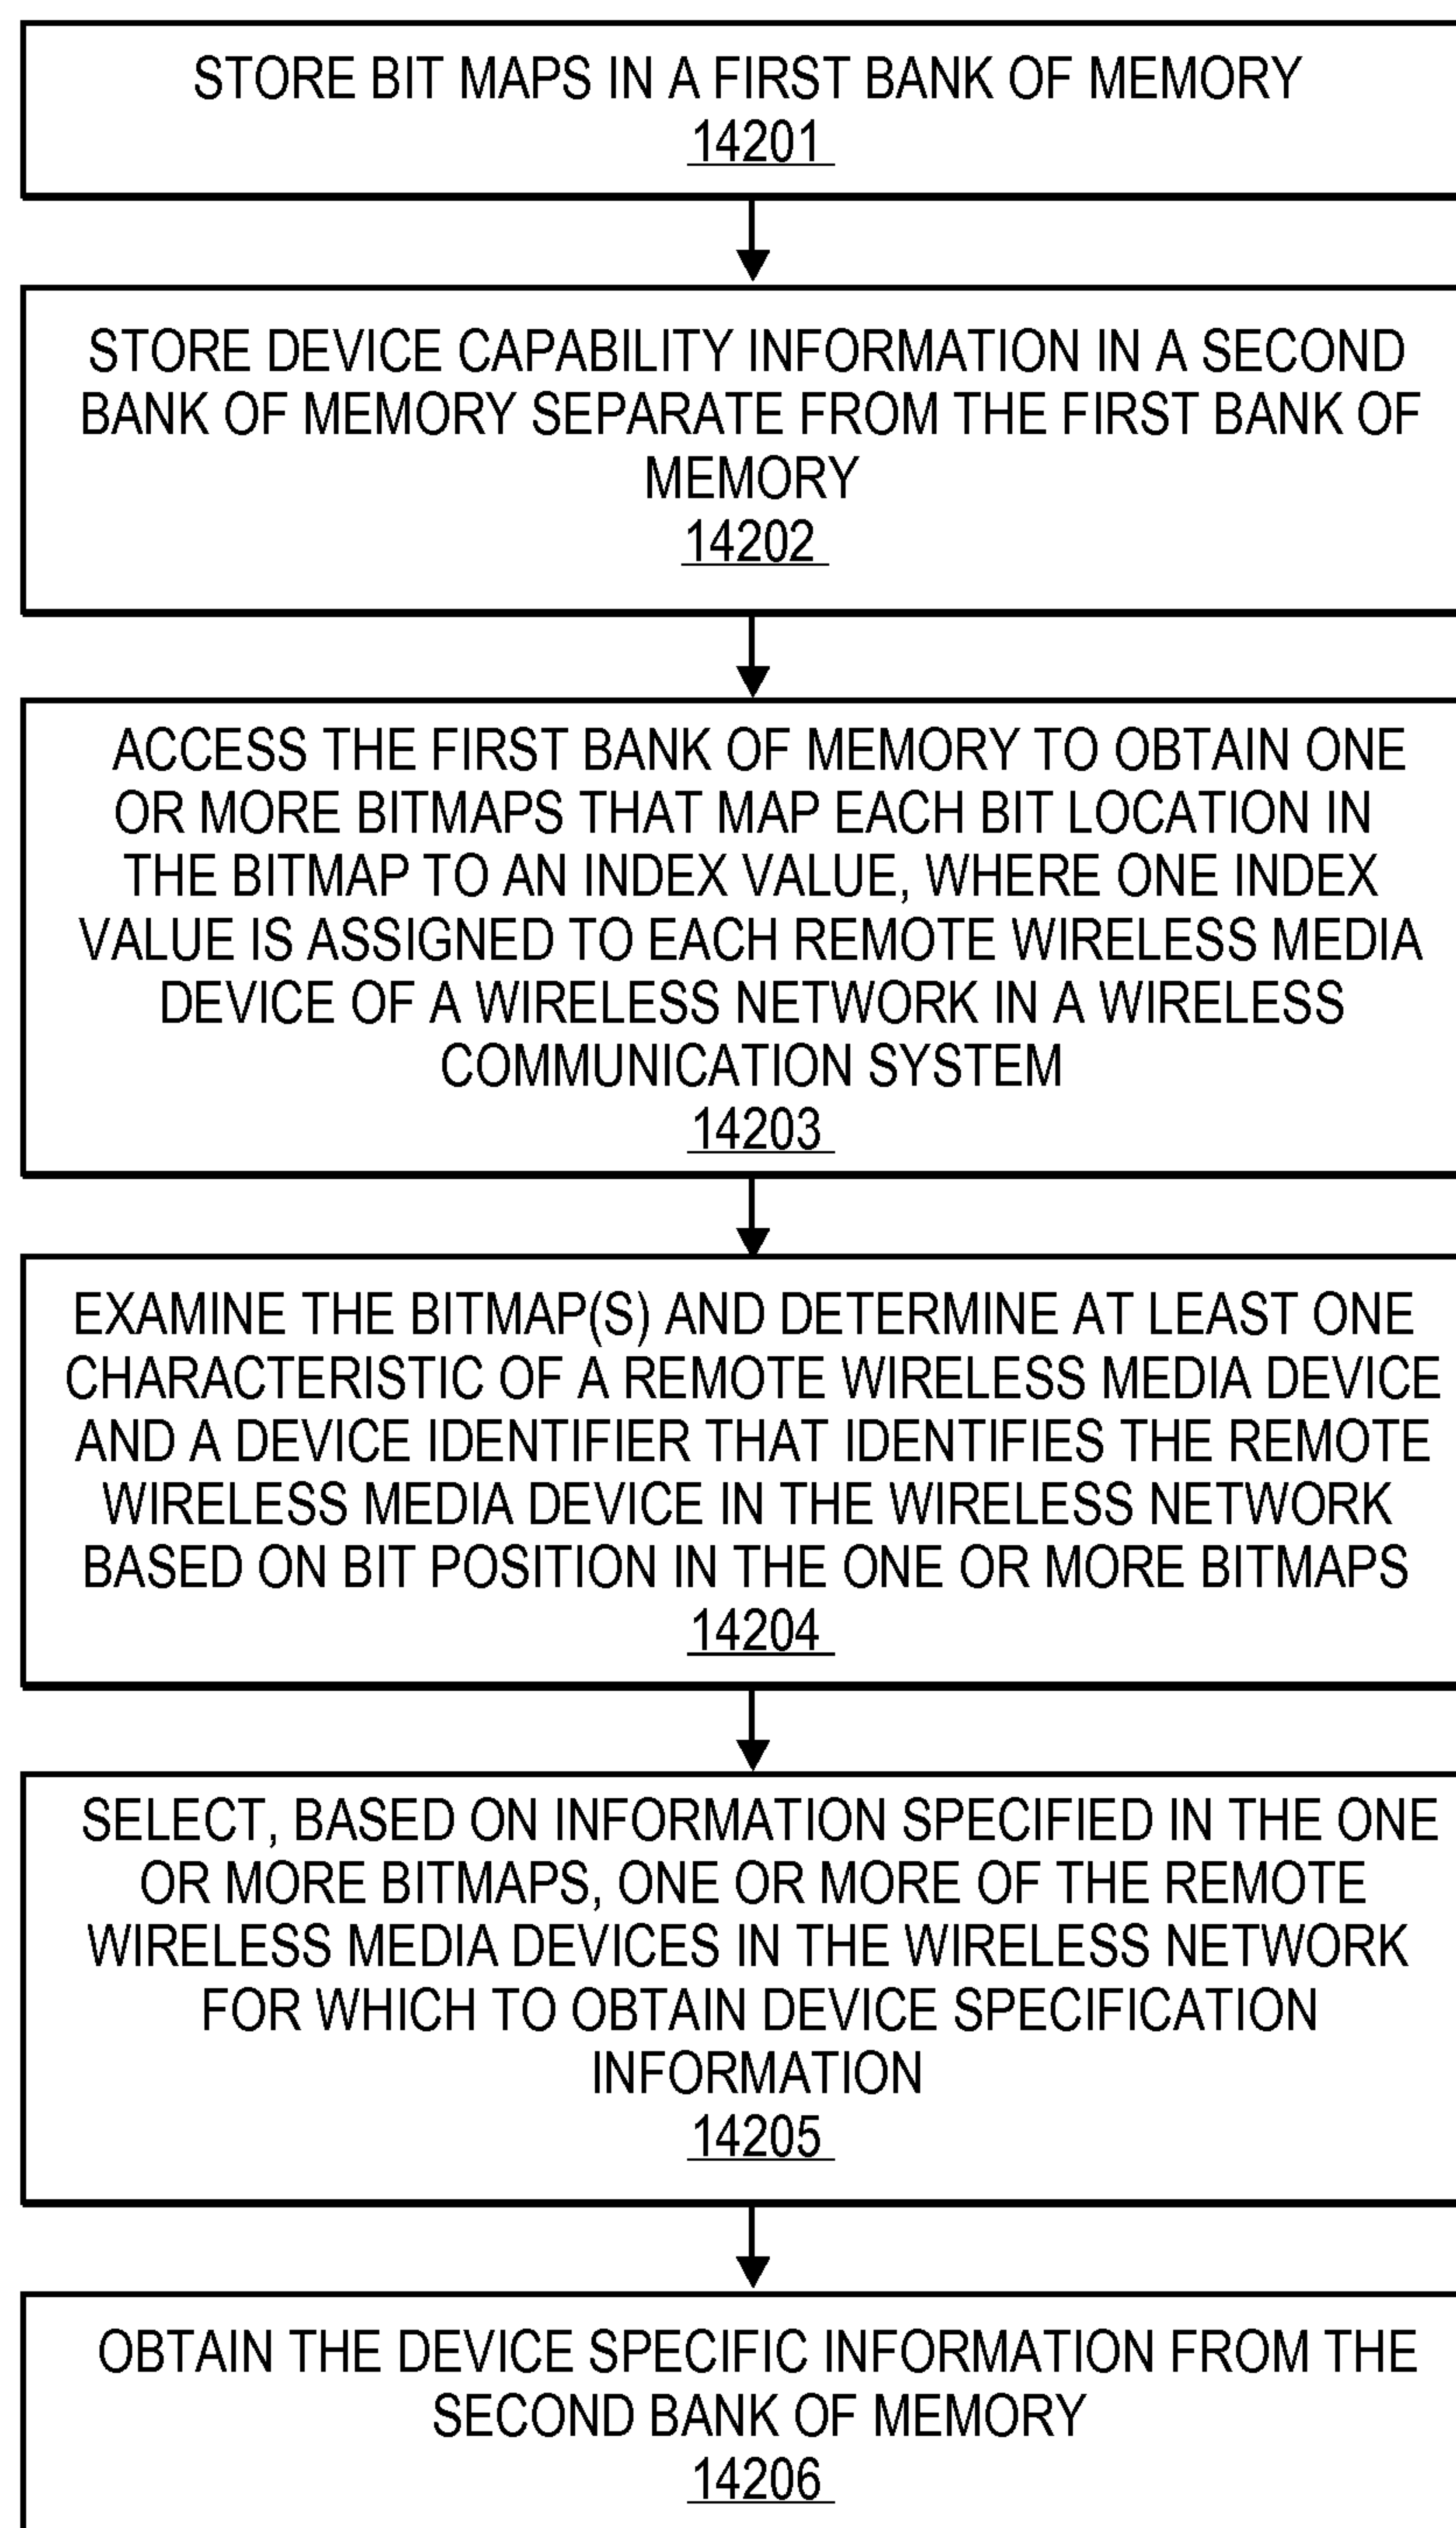 STORE BIT MAPS IN A FIRST BANK OF MEMORY
14201
STORE DEVICE CAPABILITY INFORMATION IN A SECOND
BANK OF MEMORY SEPARATE FROM THE FIRST BANK OF
MEMORY
14202
ACCESS THE FIRST BANK OF MEMORY TO OBTAIN ONE
OR MORE BITMAPS THAT MAP EACH BIT LOCATION IN
THE BITMAP TO AN INDEX VALUE, WHERE ONE INDEX
VALUE IS ASSIGNED TO EACH REMOTE WIRELESS MEDIA
DEVICE OF A WIRELESS NETWORK IN A WIRELESS
COMMUNICATION SYSTEM
14203
EXAMINE THE BITMAP(S) AND DETERMINE AT LEAST ONE
CHARACTERISTIC OF A REMOTE WIRELESS MEDIA DEVICE
AND A DEVICE IDENTIFIER THAT IDENTIFIES THE REMOTE
WIRELESS MEDIA DEVICE IN THE WIRELESS NETWORK
BASED ON BIT POSITION IN THE ONE OR MORE BITMAPS
14204
SELECT, BASED ON INFORMATION SPECIFIED IN THE ONE
OR MORE BITMAPS, ONE OR MORE OF THE REMOTE
WIRELESS MEDIA DEVICES IN THE WIRELESS NETWORK
FOR WHICH TO OBTAIN DEVICE SPECIFICATION
INFORMATION
14205
OBTAIN THE DEVICE SPECIFIC INFORMATION FROM THE
SECOND BANK OF MEMORY
14206